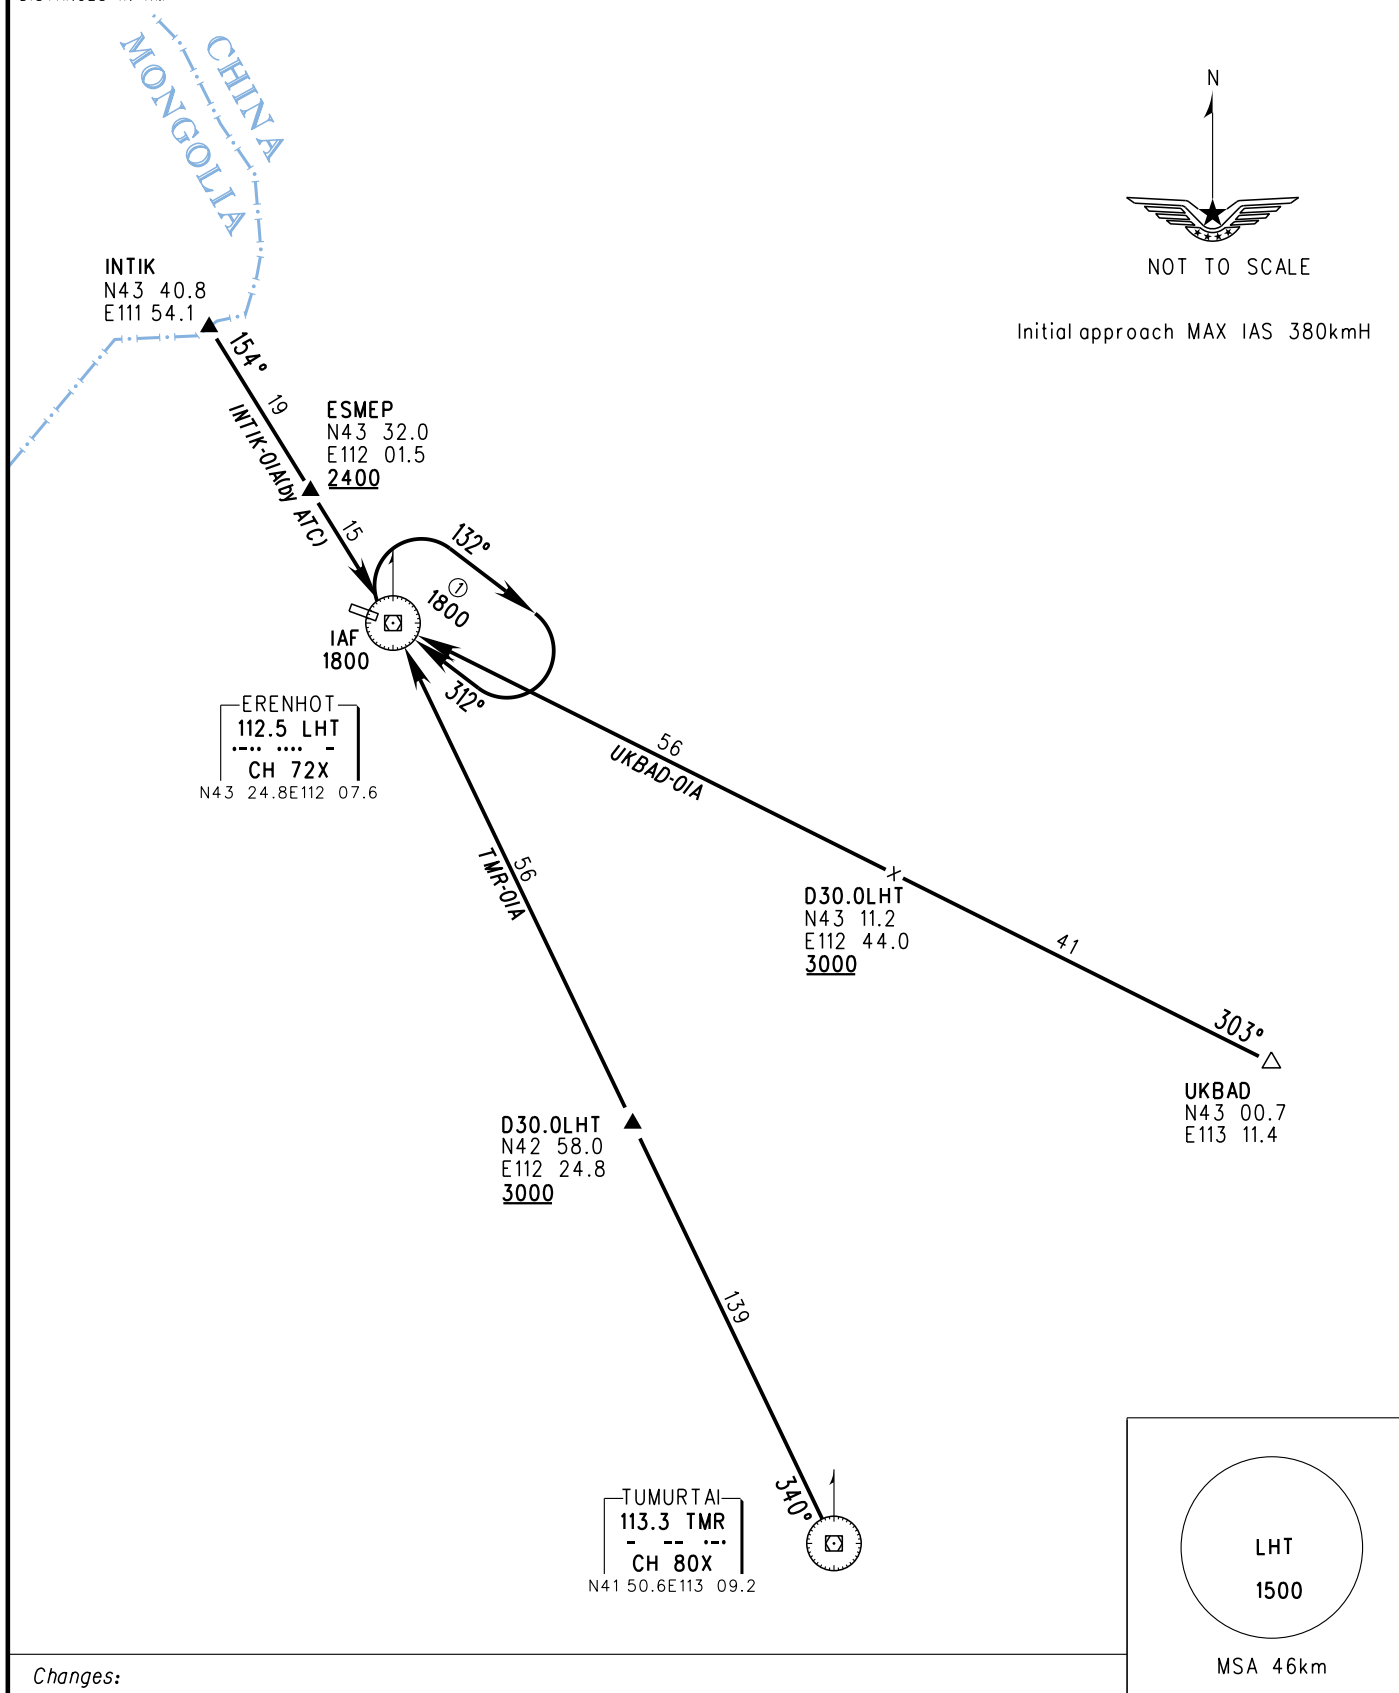 CHINA
MONGOLIA
N
NOT TO SCALE
Initial approach MAX IAS 380kmH
INTIK
N43 40.8
E111 54.1
154°
19
INTIK-01A(by ATC)
ESMEP
N43 32.0
E112 01.5
2400
15
132°
1
1800
IAF
1800
312°
ERENHOT
112.5 LHT
CH 72X
N43 24.8E112 07.6
56
UKBAD-01A
56
TMR-01A
D30.0LHT
N43 11.2
E112 44.0
3000
41
303°
UKBAD
N43 00.7
E113 11.4
D30.0LHT
N42 58.0
E112 24.8
3000
139
340°
TUMURTAI
113.3 TMR
CH 80X
N41 50.6E113 09.2
LHT
1500
MSA 46km
Changes: